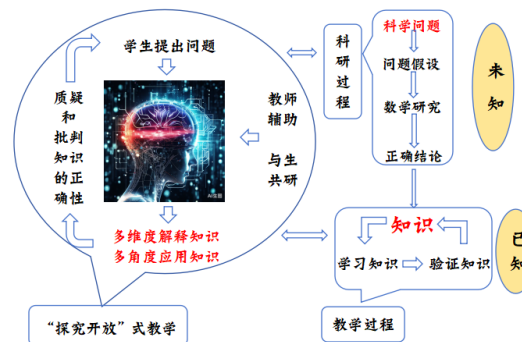 学生提出问题
质疑
和
批判
知识
的正
确性
教师
辅助
与生
共研
多维度解释知识
多角度应用知识
“探究开放”式教学
科
研
过
程
科学问题
问题假设
数学研究
正确结论
未
知
知识
学习知识
验证知识
教学过程
已
知